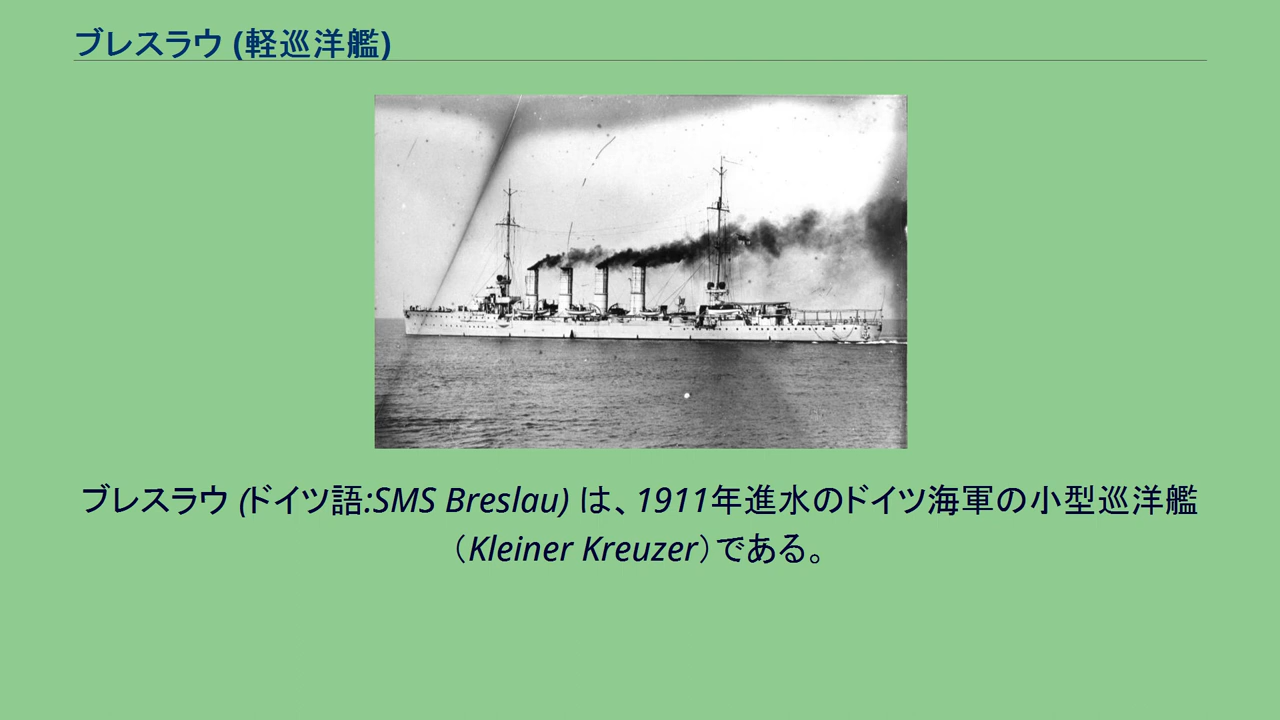 ブレスラウ (軽巡洋艦)
ブレスラウ (ドイツ語:SMS Breslau) は、1911年進水のドイツ海軍の小型巡洋艦
（Kleiner Kreuzer）である。